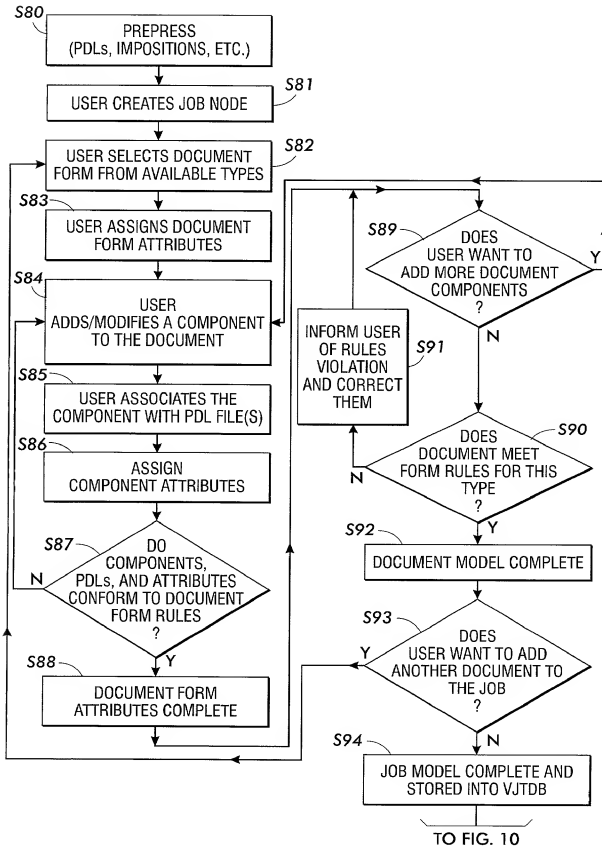 S80
PREPRESS
(PDLs, IMPOSITIONS, ETC.)
S81
USER CREATES JOB NODE
S82
USER SELECTS DOCUMENT
FORM FROM AVAILABLE TYPES
S83
USER ASSIGNS DOCUMENT
FORM ATTRIBUTES
S84
USER
ADDS/MODIFIES A COMPONENT
TO THE DOCUMENT
S85
USER ASSOCIATES THE
COMPONENT WITH PDL FILE(S)
S86
ASSIGN
COMPONENT ATTRIBUTES
S87
DO
COMPONENTS,
PDLs, AND ATTRIBUTES
CONFORM TO DOCUMENT
FORM RULES
?
N
Y
S88
DOCUMENT FORM
ATTRIBUTES COMPLETE
S89
DOES
USER WANT TO
ADD MORE DOCUMENT
COMPONENTS
?
Y
N
S91
INFORM USER
OF RULES
VIOLATION
AND CORRECT
THEM
S90
DOES
DOCUMENT MEET
FORM RULES FOR THIS
TYPE
?
N
Y
S92
DOCUMENT MODEL COMPLETE
S93
DOES
USER WANT TO ADD
ANOTHER DOCUMENT TO
THE JOB
?
Y
N
S94
JOB MODEL COMPLETE AND
STORED INTO VJTDB
TO FIG. 10